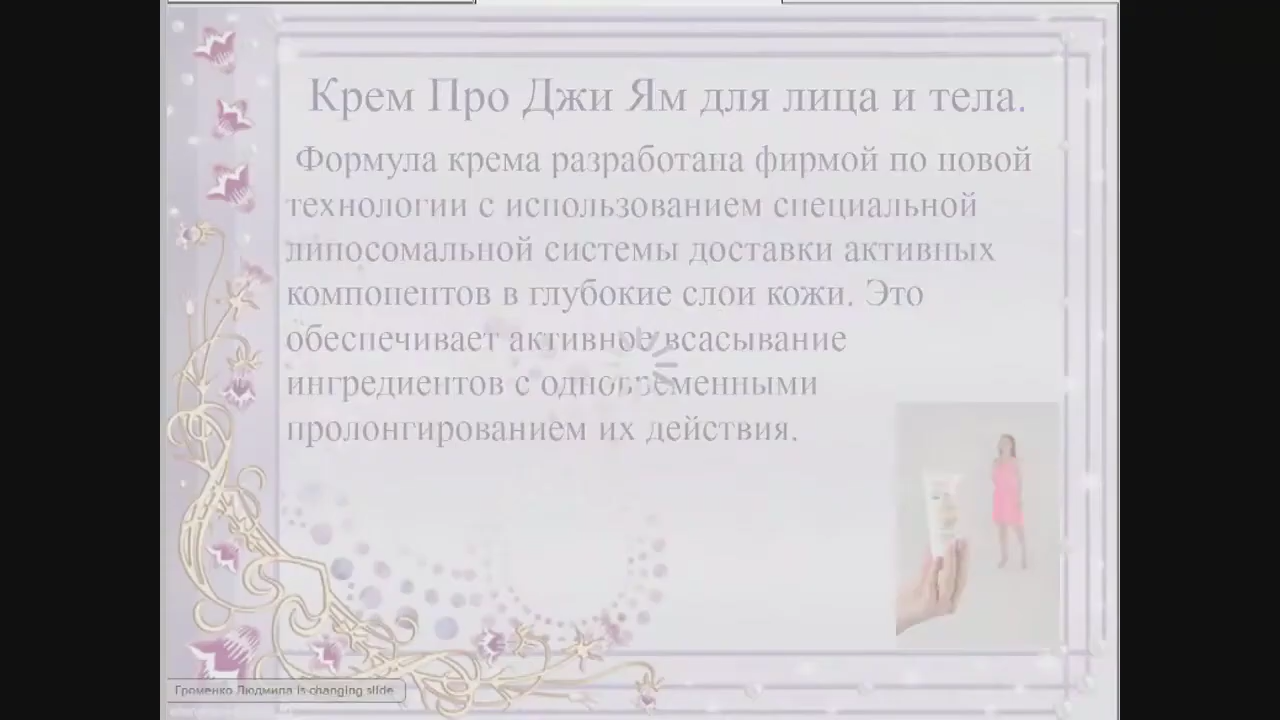 Крем Про Джи Ям для лица и тела.
Формула крема разработана фирмой по новой
технологии с использованием специальной
липосомальной системы доставки активных
компонентов в глубокие слои кожи. Это
обеспечивает активное всасывание
ингредиентов с одновременными
пролонгированием их действия.
Громенко Людмила is changing slide